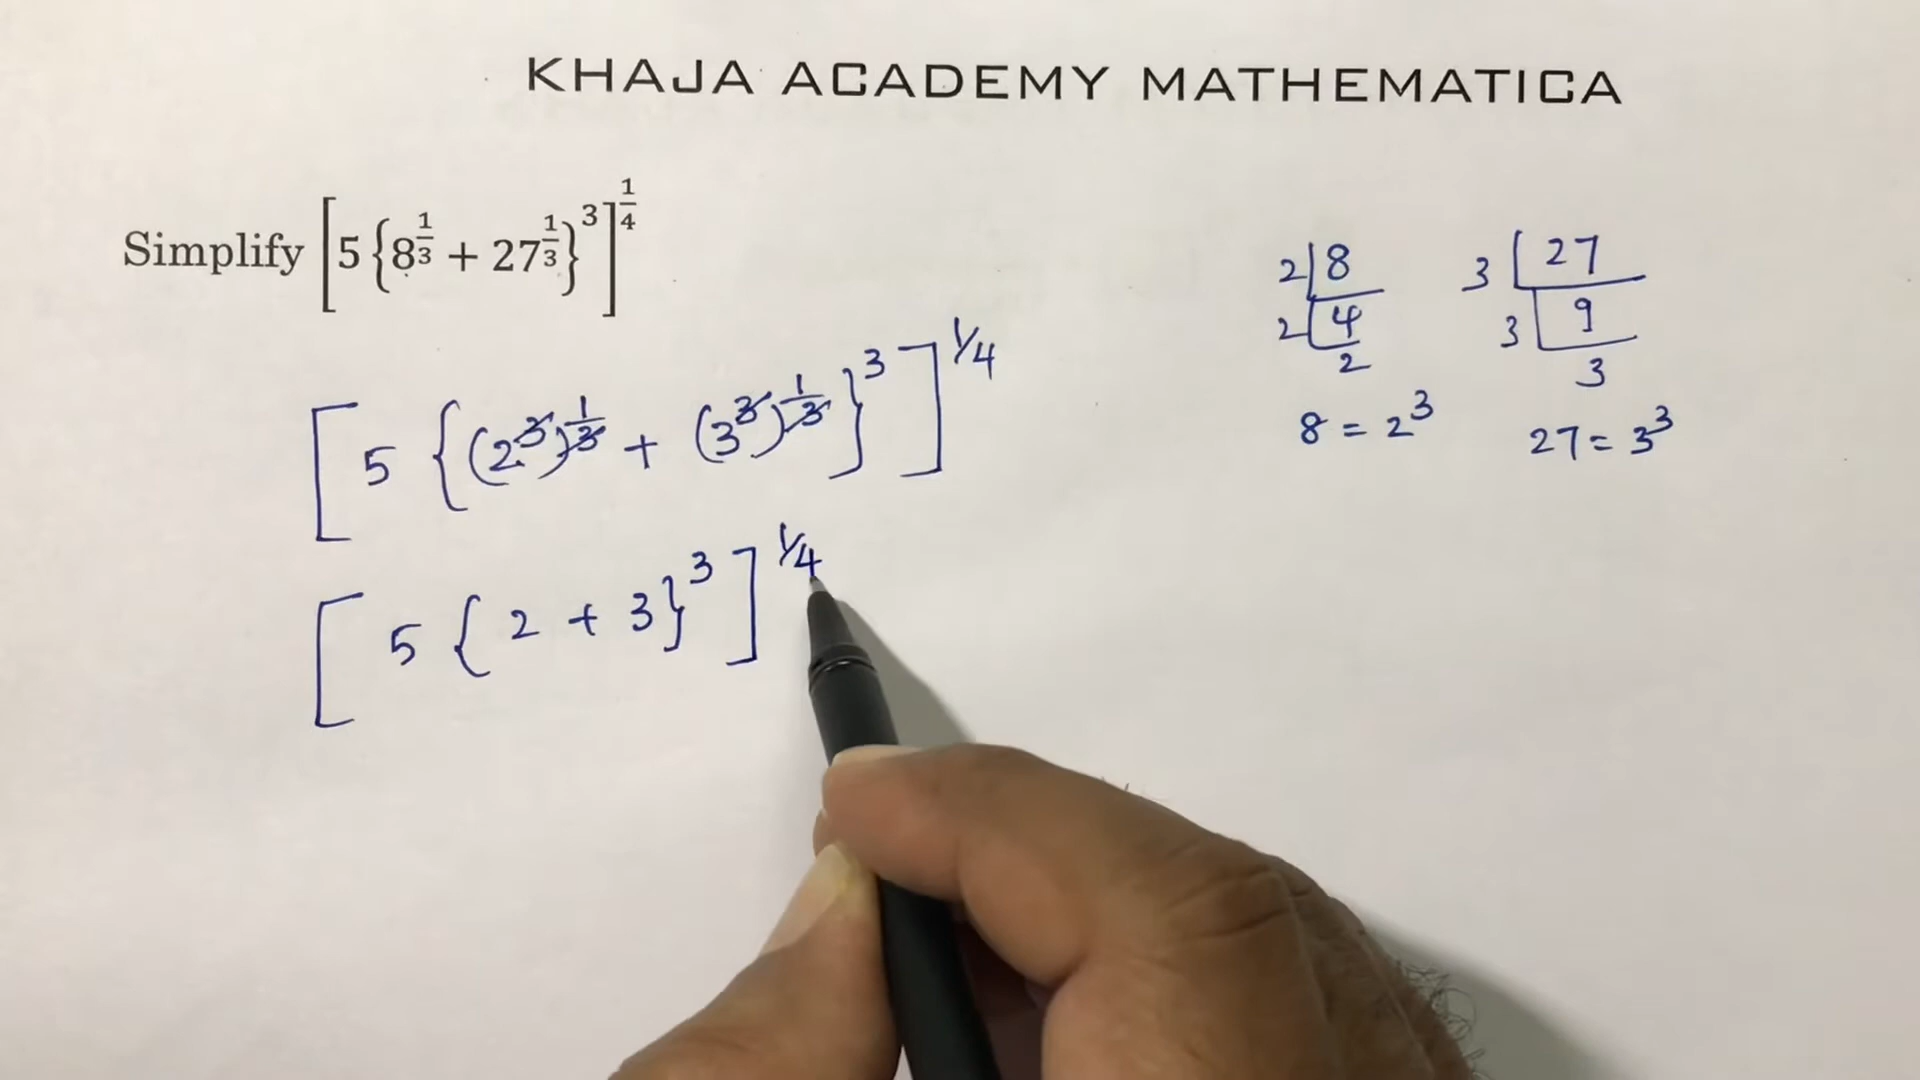 KHAJA ACADEMY MATHEMATICA
Simplify [5{8^(1/3) + 27^(1/3)}^3]^(1/4)
[5{(2^3)^(1/3) + (3^3)^(1/3)}^3]^(1/4)
[5{2 + 3}^3]^(1/4)
2 8
2 4
2
8 = 2^3
3 27
3 9
3
27 = 3^3